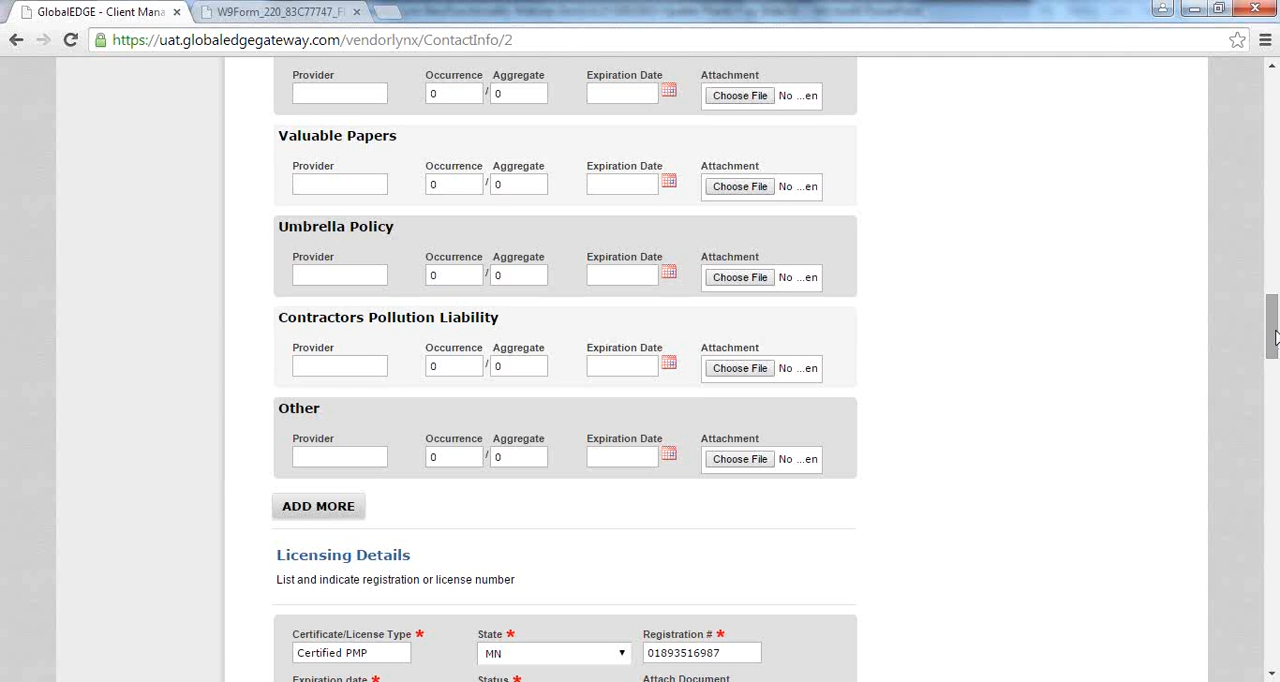 GlobalEDGE - Client Mana
W9Form_220_83C77747_F
https://uat.globaledgegateway.com/vendorlynx/ContactInfo/2
Provider Occurrence Aggregate Expiration Date Attachment
0 / 0 Choose File No ...en
Valuable Papers
Provider Occurrence Aggregate Expiration Date Attachment
0 / 0 Choose File No ...en
Umbrella Policy
Provider Occurrence Aggregate Expiration Date Attachment
0 / 0 Choose File No ...en
Contractors Pollution Liability
Provider Occurrence Aggregate Expiration Date Attachment
0 / 0 Choose File No ...en
Other
Provider Occurrence Aggregate Expiration Date Attachment
0 / 0 Choose File No ...en
ADD MORE
Licensing Details
List and indicate registration or license number
Certificate/License Type * State * Registration # *
Certified PMP MN 01893516987
Expiration date * Status * Attach Document